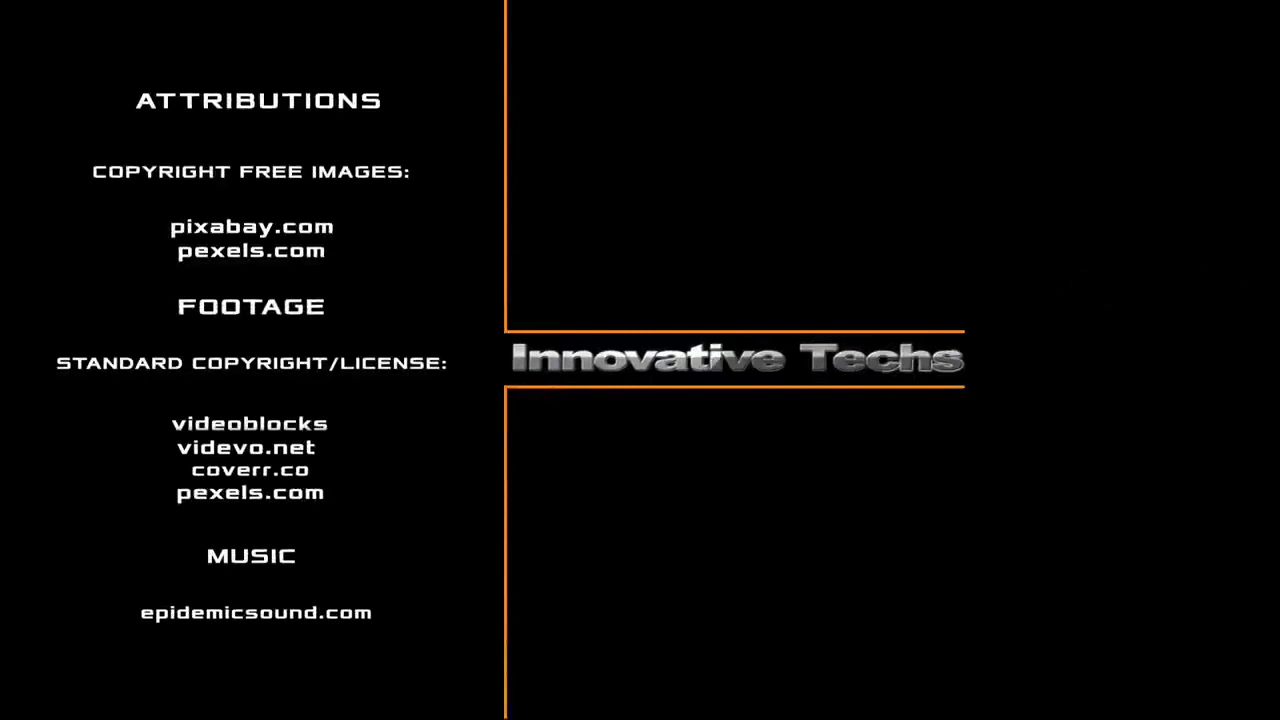 ATTRIBUTIONS
COPYRIGHT FREE IMAGES:
pixabay.com
pexels.com
FOOTAGE
STANDARD COPYRIGHT/LICENSE:
videoblocks
videvo.net
coverr.co
pexels.com
MUSIC
epidemicsound.com
Innovative Techs